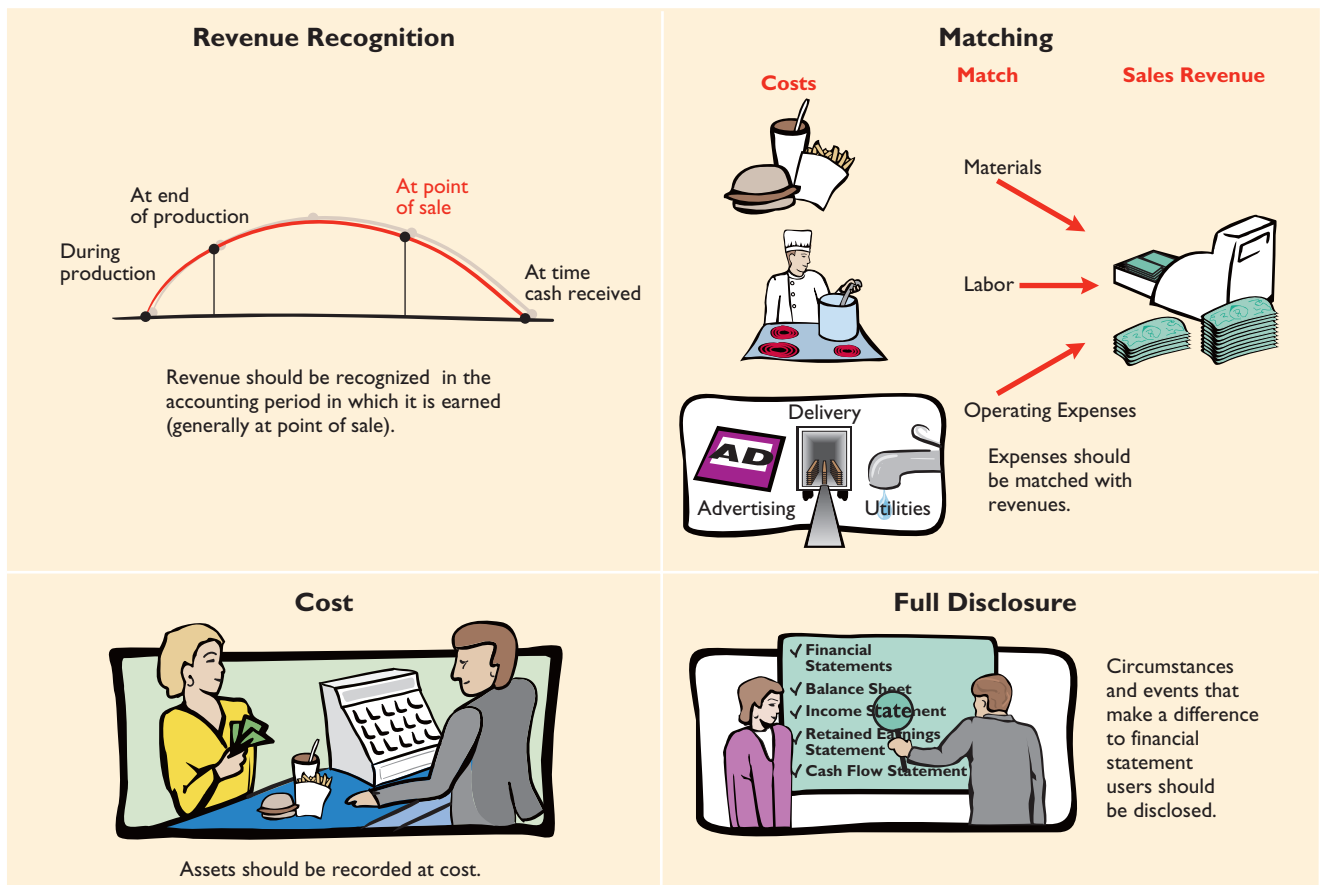 Revenue Recognition
At end
of production
At point
of sale
During
production
At time
cash received
Revenue should be recognized in the
accounting period in which it is earned
(generally at point of sale).
Matching
Costs
Match
Sales Revenue
Materials
Labor
Operating Expenses
Delivery
AD
Advertising
Utilities
Expenses should
be matched with
revenues.
Cost
Assets should be recorded at cost.
Full Disclosure
✓ Financial
Statements
✓ Balance Sheet
✓ Income Statement
✓ Retained Earnings
Statement
✓ Cash Flow Statement
Circumstances
and events that
make a difference
to financial
statement
users should
be disclosed.